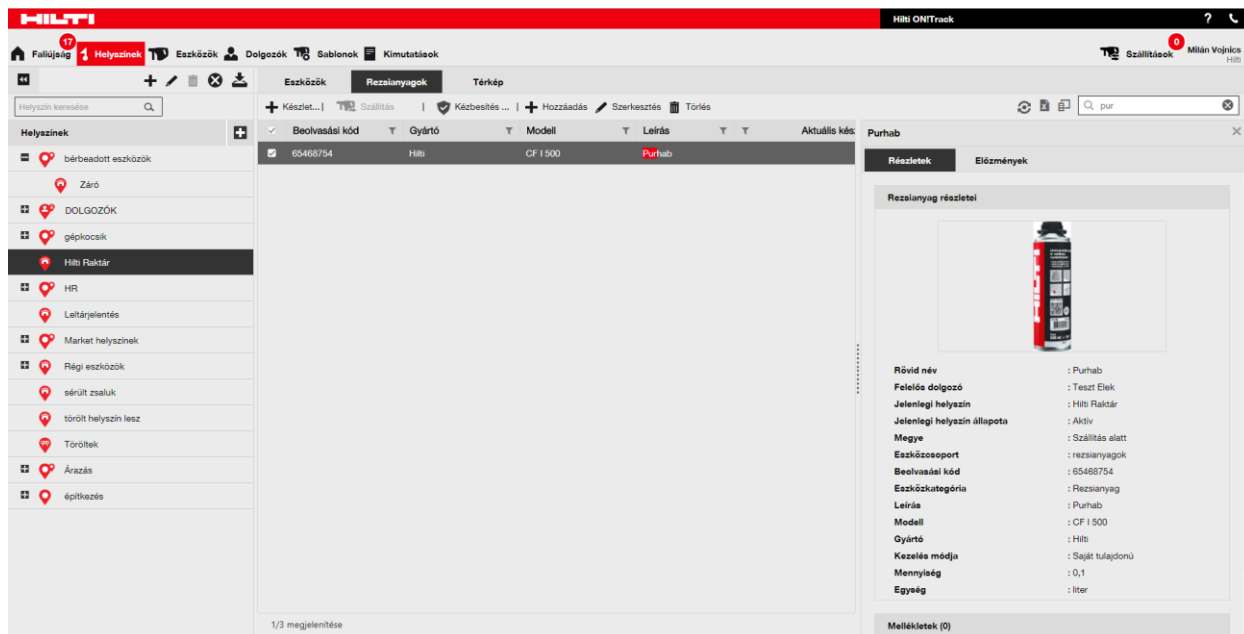 HILTI
Hilti ON!Track
?
17
Faliújság
Helyszínek
Eszközök
Dolgozók
Sablonok
Kimutatások
0
Szállítások
Milán Vojnics
Hilti
Helyszín keresése
Helyszínek
bérbeadott eszközök
Záró
DOLGOZÓK
gépkocsik
Hilti Raktár
HR
Leltárjelentés
Market helyszínek
Régi eszközök
sérült zsaluk
törölt helyszín lesz
Töröltek
Árazás
építkezés
Eszközök Rezsianyagok Térkép
Készlet...| Szállítás | Kézbesítés ... | Hozzáadás Szerkesztés Törlés
pur
Beolvasási kód Gyártó Modell Leírás Aktuális kés:
65468754 Hilti CF I 500 Purhab
1/3 megjelenítése
Purhab
Részletek Előzmények
Rezsianyag részletei
HILTI
Rövid név : Purhab
Felelős dolgozó : Teszt Elek
Jelenlegi helyszín : Hilti Raktár
Jelenlegi helyszín állapota : Aktív
Megye : Szállítás alatt
Eszközcsoport : rezsianyagok
Beolvasási kód : 65468754
Eszközkategória : Rezsianyag
Leírás : Purhab
Modell : CF I 500
Gyártó : Hilti
Kezelés módja : Saját tulajdonú
Mennyiség : 0,1
Egység : liter
Mellékletek (0)